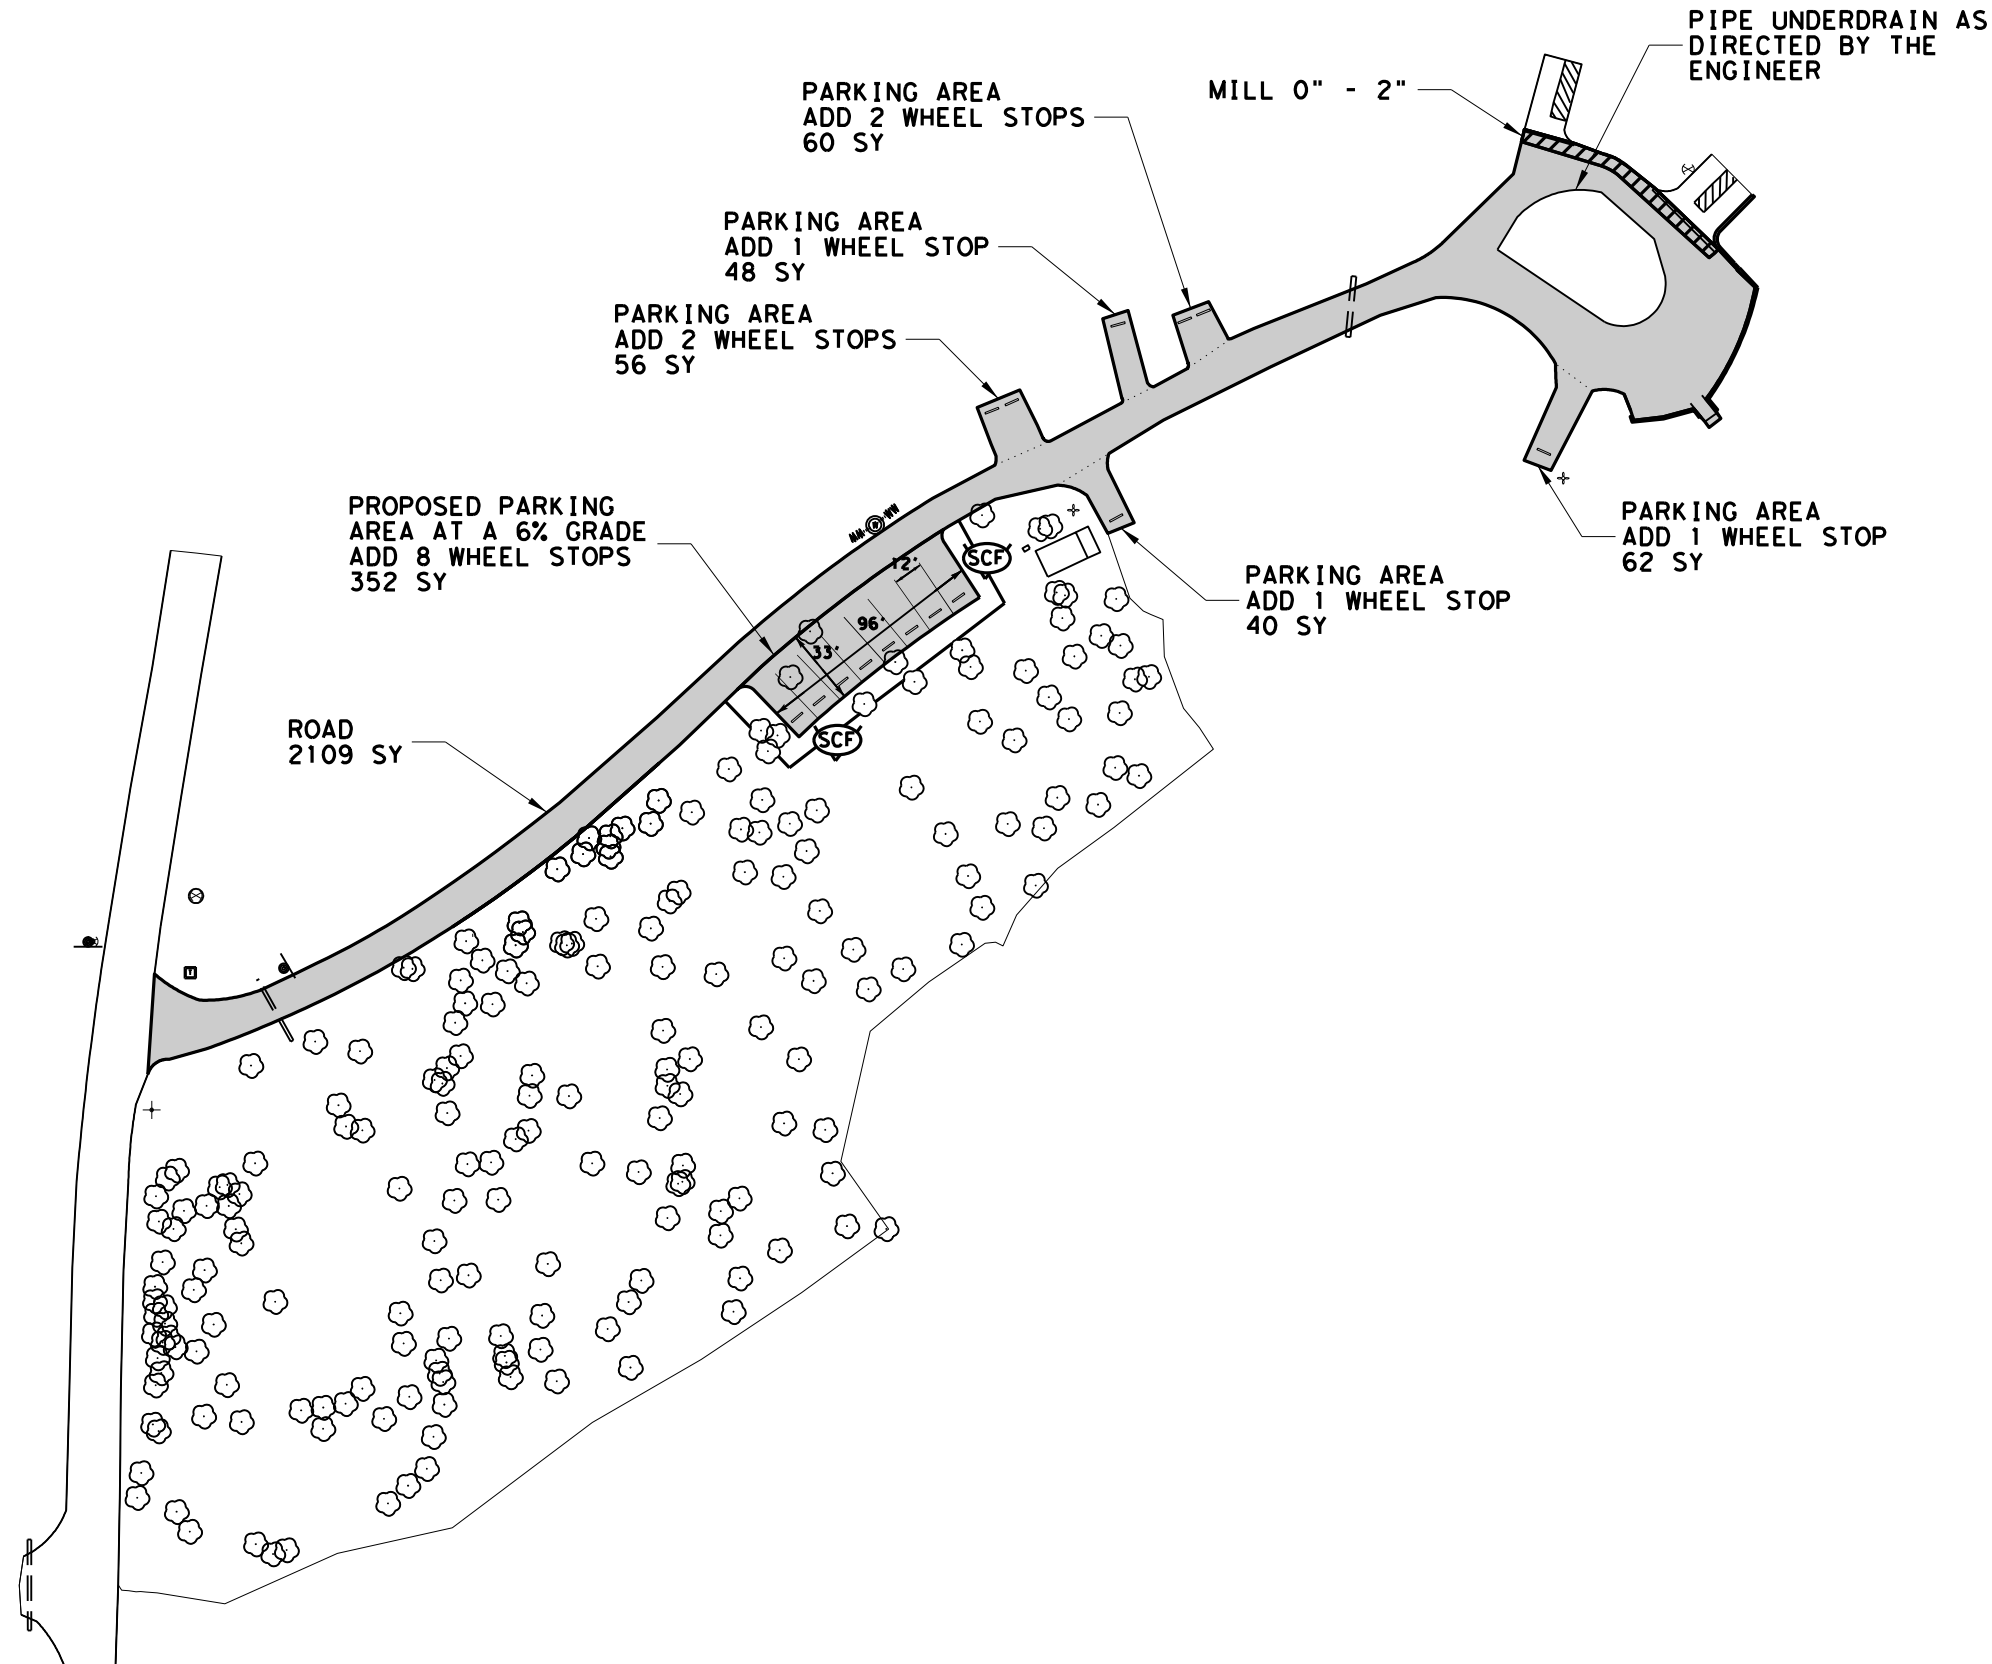 PIPE UNDERDRAIN AS
DIRECTED BY THE
ENGINEER
MILL 0" - 2"
PARKING AREA
ADD 2 WHEEL STOPS
60 SY
PARKING AREA
ADD 1 WHEEL STOP
48 SY
PARKING AREA
ADD 2 WHEEL STOPS
56 SY
PROPOSED PARKING
AREA AT A 6% GRADE
ADD 8 WHEEL STOPS
352 SY
PARKING AREA
ADD 1 WHEEL STOP
62 SY
PARKING AREA
ADD 1 WHEEL STOP
40 SY
SCF
12'
96'
33'
SCF
ROAD
2109 SY
T